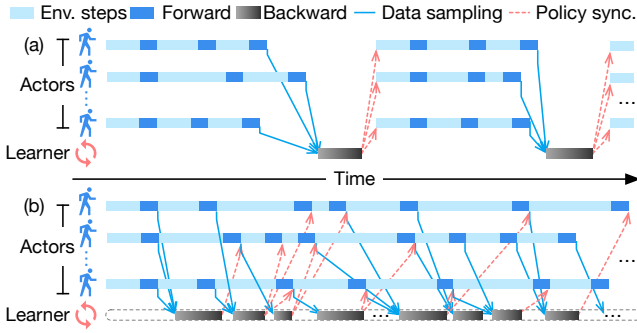 Env. steps Forward Backward Data sampling Policy sync.
(a)
Actors
...
Learner
...
Time
(b)
Actors
...
Learner
... ...